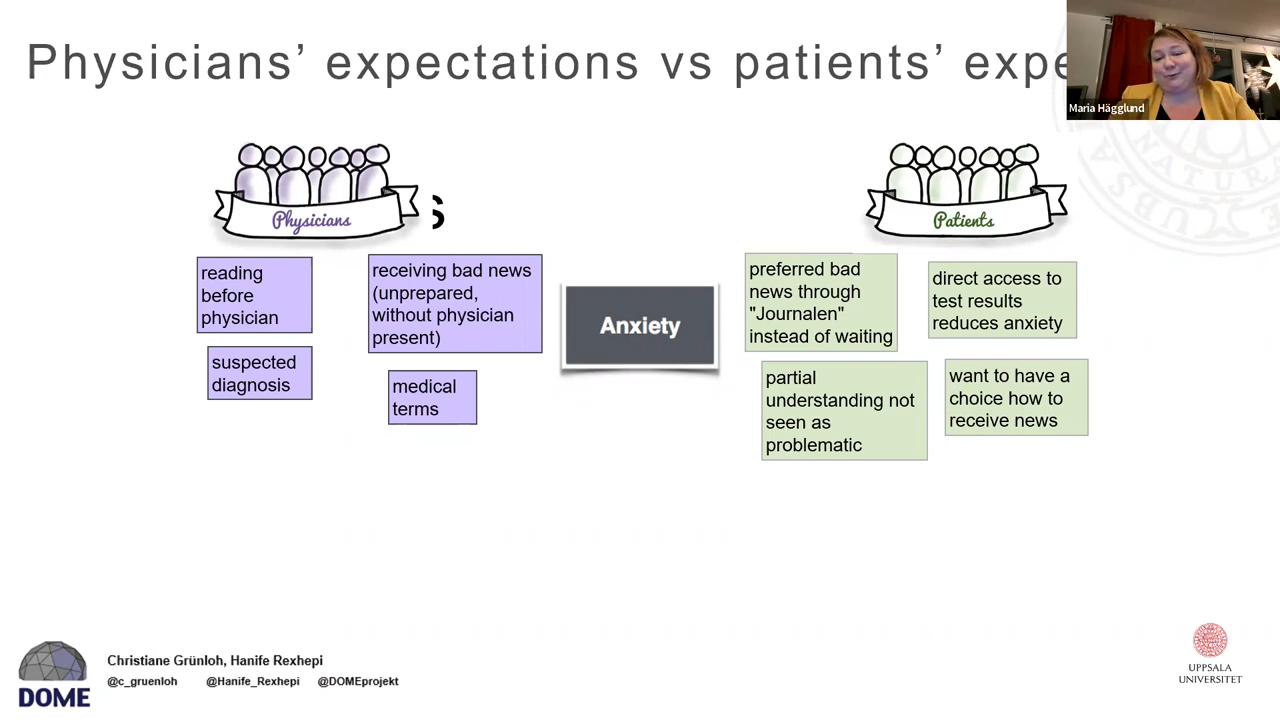 Physicians’ expectations vs patients’ expe
Maria Hägglund
Physicians
s
Patients
reading
before
physician
receiving bad news
(unprepared,
without physician
present)
suspected
diagnosis
medical
terms
Anxiety
preferred bad
news through
"Journalen"
instead of waiting
direct access to
test results
reduces anxiety
partial
understanding not
seen as
problematic
want to have a
choice how to
receive news
DOME
Christiane Grünloh, Hanife Rexhepi
@c_gruenloh @Hanife_Rexhepi @DOMEprojekt
UPPSALA
UNIVERSITET